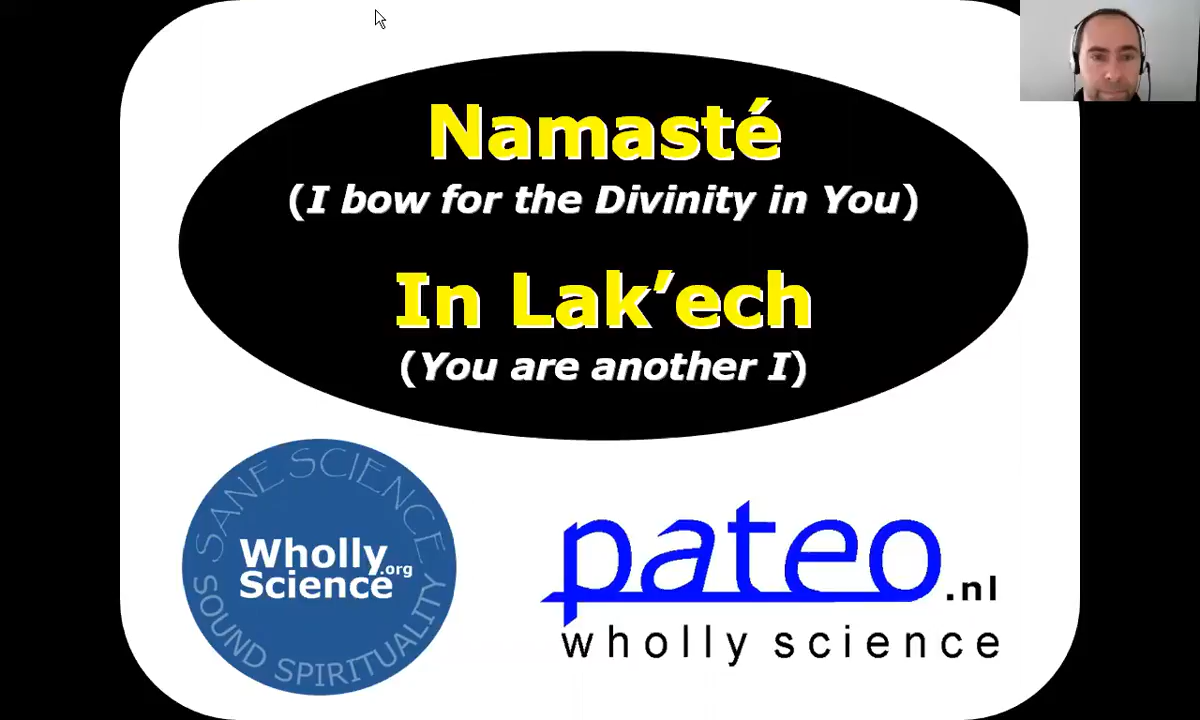 Namasté
(I bow for the Divinity in You)
In Lak’ech
(You are another I)
SANE SCIENCE
Wholly
Science.org
SOUND SPIRITUALITY
pateo.nl
wholly science